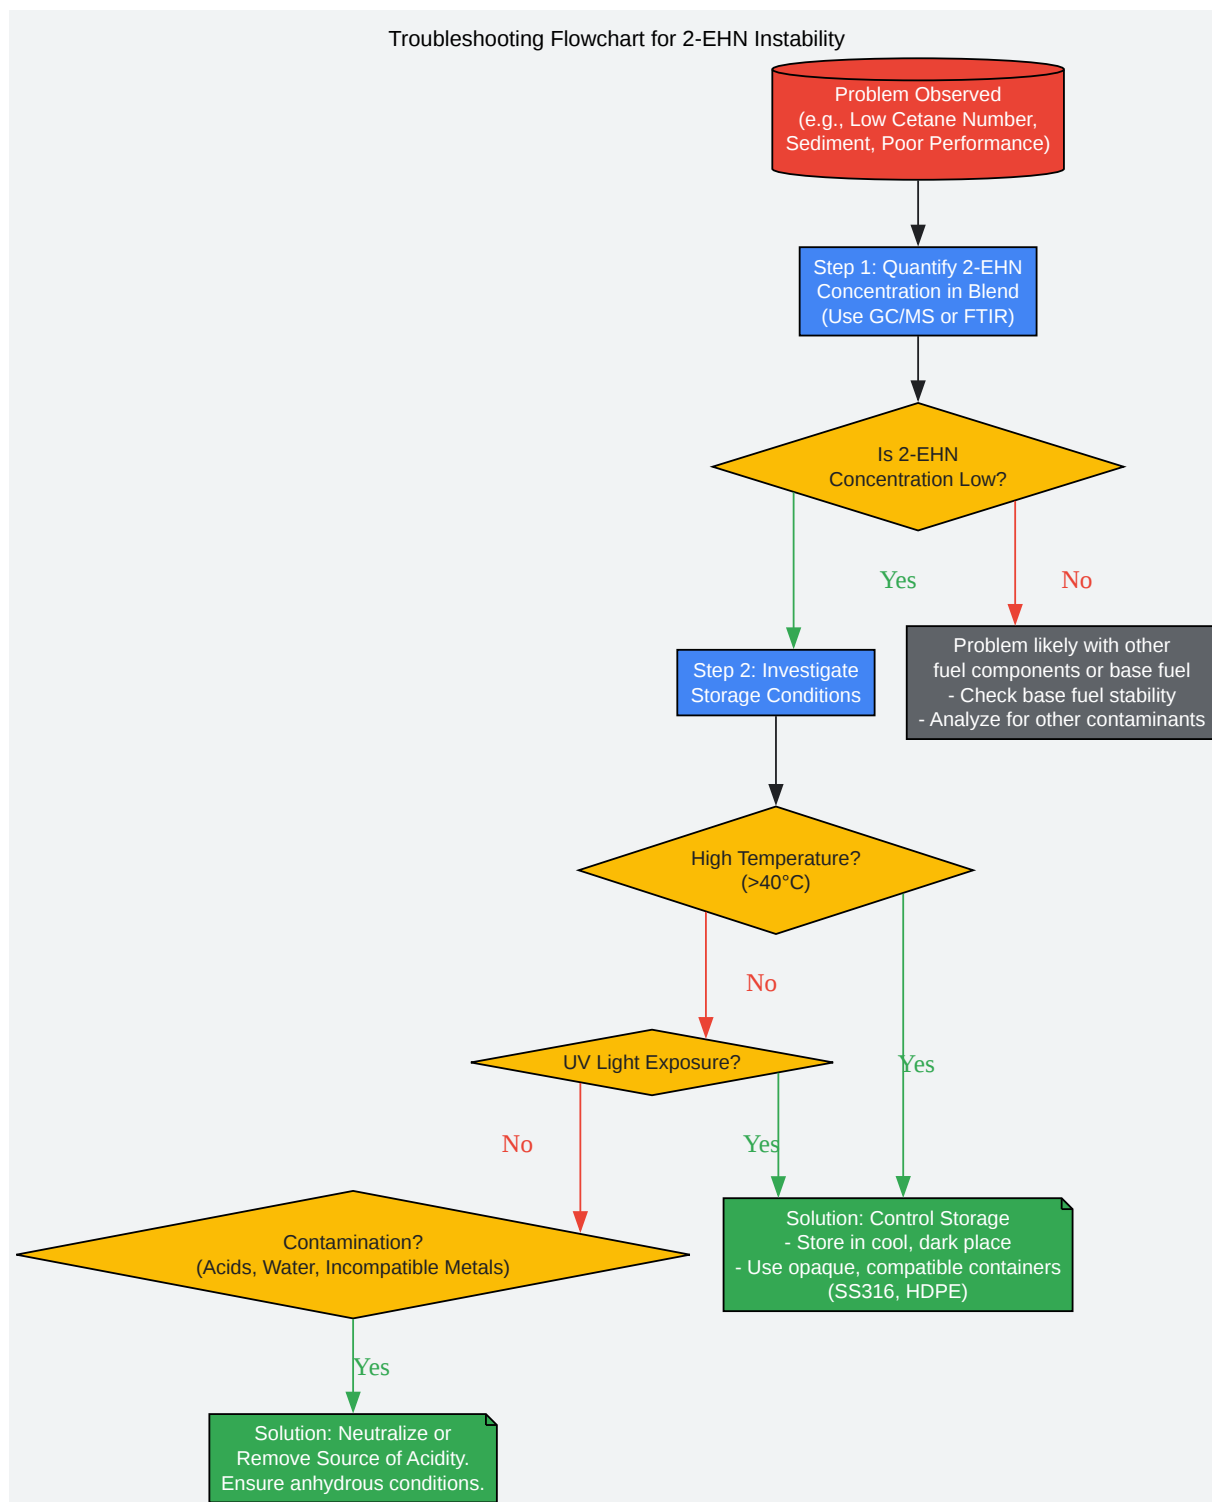 Troubleshooting Flowchart for 2-EHN Instability
Problem Observed
(e.g., Low Cetane Number,
Sediment, Poor Performance)
Step 1: Quantify 2-EHN
Concentration in Blend
(Use GC/MS or FTIR)
Is 2-EHN
Concentration Low?
Yes
No
Problem likely with other
fuel components or base fuel
- Check base fuel stability
- Analyze for other contaminants
Step 2: Investigate
Storage Conditions
High Temperature?
(>40°C)
No
Yes
UV Light Exposure?
No
Yes
Contamination?
(Acids, Water, Incompatible Metals)
Solution: Control Storage
- Store in cool, dark place
- Use opaque, compatible containers
(SS316, HDPE)
Yes
Solution: Neutralize or
Remove Source of Acidity.
Ensure anhydrous conditions.